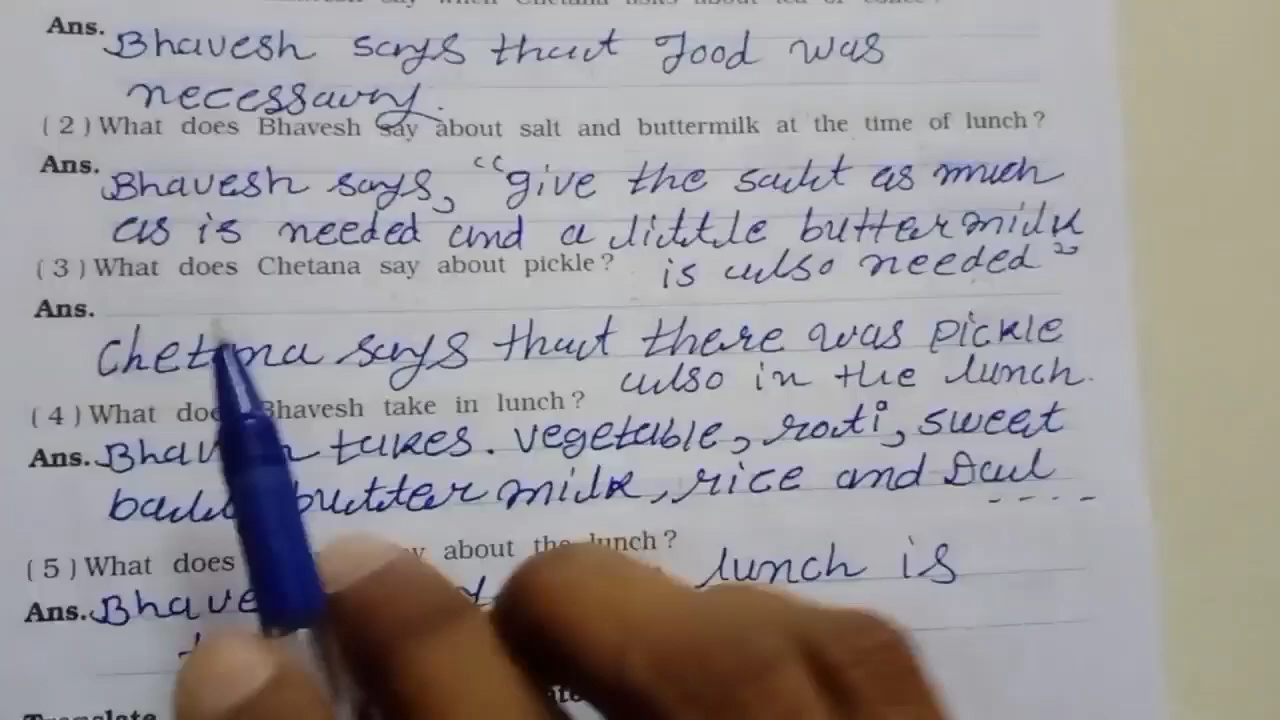 Ans. Bhavesh says that food was
necessary.
(2) What does Bhavesh say about salt and buttermilk at the time of lunch?
Ans. Bhavesh says, "give the salt as much
as is needed and a little buttermilk
is also needed"
(3) What does Chetana say about pickle?
Ans.
Chetana says that there was pickle
also in the lunch.
(4) What does Bhavesh take in lunch?
Ans. Bhavesh takes. vegetable, roti, sweet
buttermilk, rice and Dal
(5) What does about the lunch?
Ans. lunch is
Translate